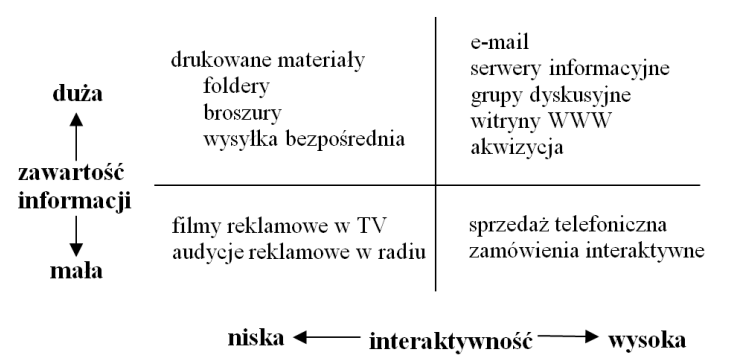 drukowane materiały
foldery
broszury
wysyłka bezpośrednia
e-mail
serwery informacyjne
grupy dyskusyjne
witryny WWW
akwizycja
duża
zawartość
informacji
mała
filmy reklamowe w TV
audycje reklamowe w radiu
sprzedaż telefoniczna
zamówienia interaktywne
niska interaktywność wysoka